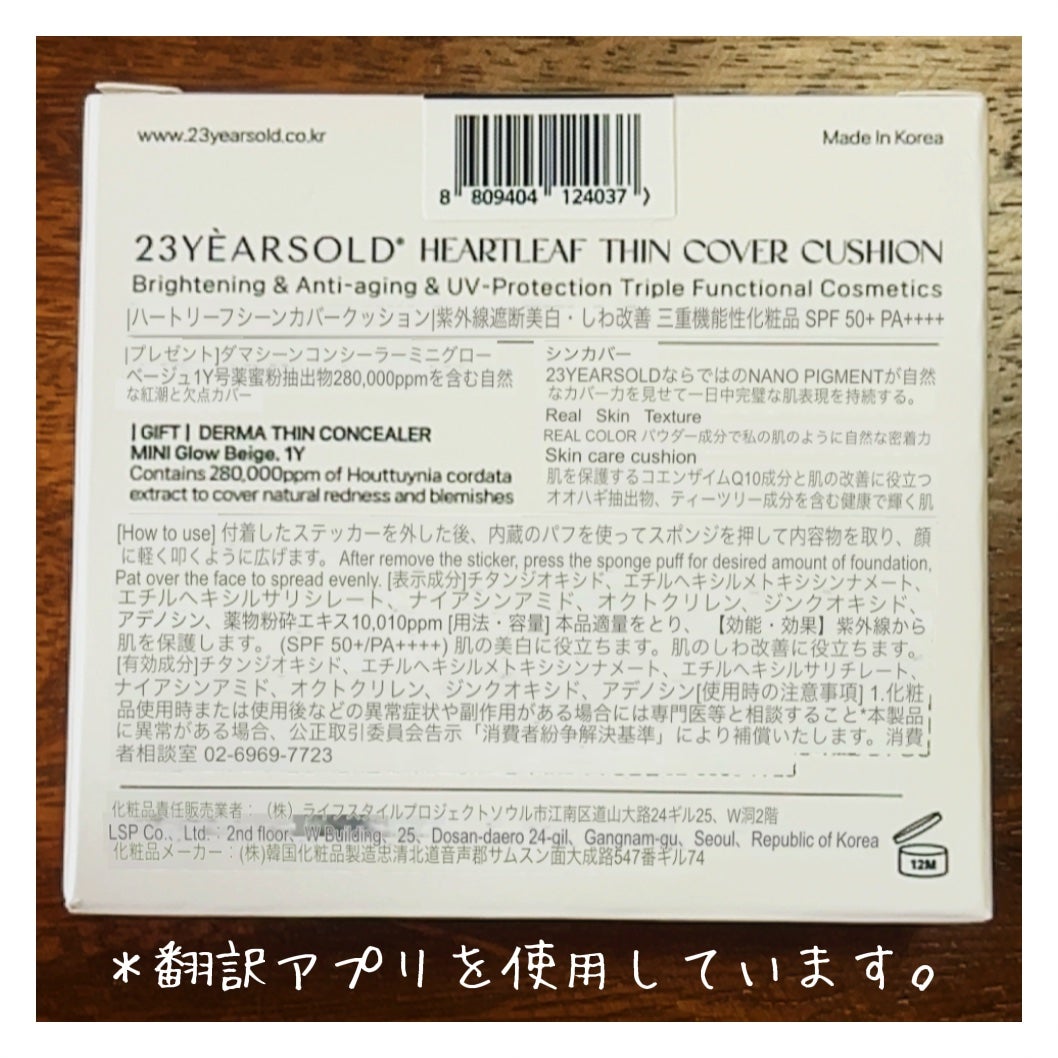 www.23yearsold.co.kr
Made In Korea
8 809404 124037
23YÈARSOLD® HEARTLEAF THIN COVER CUSHION
Brightening & Anti-aging & UV-Protection Triple Functional Cosmetics
|ハートリーフシーンカバークッション|紫外線遮断美白・しわ改善 三重機能性化粧品 SPF 50+ PA++++
|プレゼント]ダマシーンコンシーラーミニグロー
ベージュ1Y号薬蜜粉抽出物280,000ppmを含む自然
な紅潮と欠点カバー
| GIFT | DERMA THIN CONCEALER
MINI Glow Beige. 1Y
Contains 280,000ppm of Houttuynia cordata
extract to cover natural redness and blemishes
シンカバー
23YEARSOLDならではのNANO PIGMENTが自然
なカバーカを見せて一日中完璧な肌表現を持続する。
Real Skin Texture
REAL COLOR パウダー成分で私の肌のように自然な密着力
Skin care cushion
肌を保護するコエンザイムQ10成分と肌の改善に役立つ
オオハギ抽出物、ティーツリー成分を含む健康で輝く肌
[How to use] 付着したステッカーを外した後、内蔵のパフを使ってスポンジを押して内容物を取り、顔
に軽く叩くように広げます。 After remove the sticker, press the sponge puff for desired amount of foundation,
Pat over the face to spread evenly. [表示成分]チタンジオキシド、エチルヘキシルメトキシシンナメート、
エチルヘキシルサリシレート、ナイアシンアミド、オクトクリレン、ジンクオキシド、
アデノシン、薬物粉砕エキス10,010ppm [用法・容量] 本品適量をとり、 【効能・効果】紫外線から
肌を保護します。 (SPF 50+/PA++++) 肌の美白に役立ちます。肌のしわ改善に役立ちます。
[有効成分]チタンジオキシド、エチルヘキシルメトキシシンナメート、エチルヘキシルサリチレート、
ナイアシンアミド、オクトクリレン、ジンクオキシド、アデノシン[使用時の注意事項] 1.化粧
品使用時または使用後などの異常症状や副作用がある場合には専門医等と相談すること*本製品
に異常がある場合、公正取引委員会告示「消費者紛争解決基準」により補償いたします。消費
者相談室 02-6969-7723
化粧品責任販売業者：（株）ライフスタイルプロジェクトソウル市江南区道山大路24ギル25、W洞2階
LSP Co., Ltd. : 2nd floor, W Building, 25, Dosan-daero 24-gil, Gangnam-gu, Seoul, Republic of Korea
化粧品メーカー：(株)韓国化粧品製造忠清北道音声郡サムスン面大成路547番ギル74
12M
*翻訳アプリを使用しています。